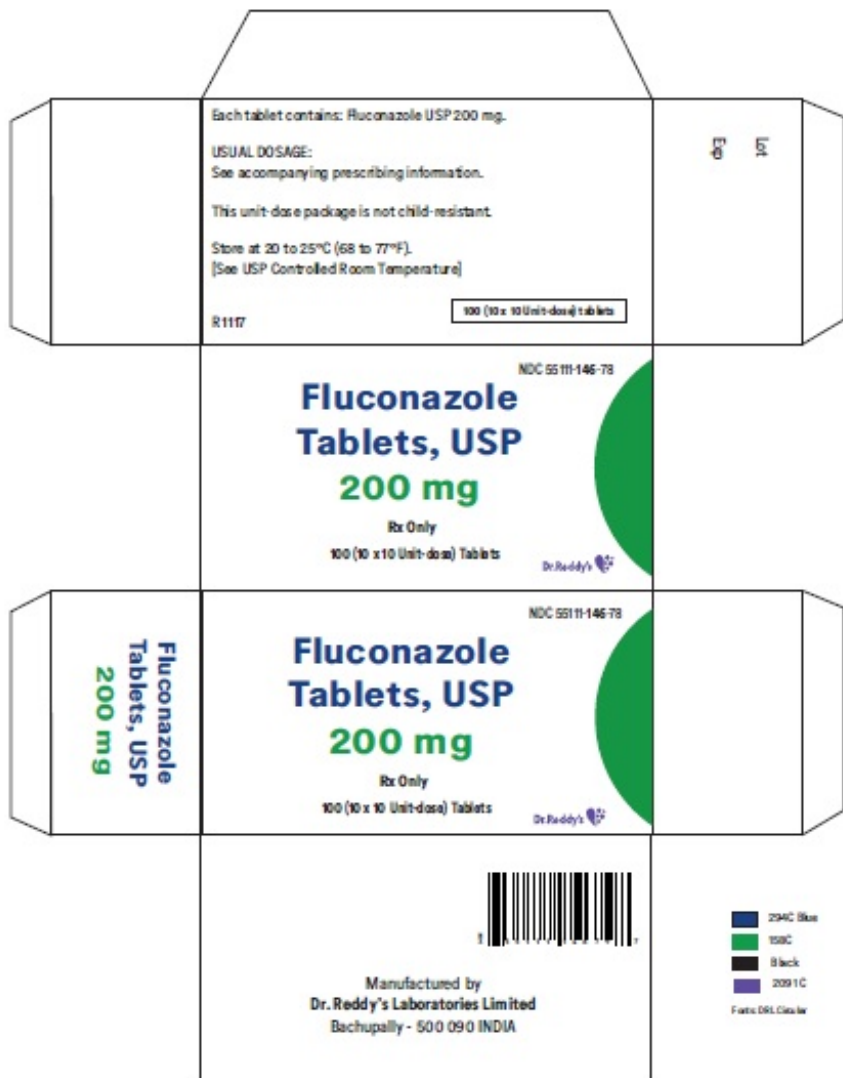 Each tablet contains: Fluconazole USP 200 mg.
USUAL DOSAGE:
See accompanying prescribing information.
This unit-dose package is not child-resistant.
Store at 20 to 25°C (68 to 77°F).
[See USP Controlled Room Temperature]
100 (10 x 10 Unit-dose) tablets
R1117
Lot
Exp
NDC 55111-146-78
Fluconazole
Tablets, USP
200 mg
Rx Only
100 (10 x 10 Unit-dose) Tablets
Dr.Reddy's
Fluconazole
Tablets, USP
200 mg
NDC 55111-146-78
Fluconazole
Tablets, USP
200 mg
Rx Only
100 (10 x 10 Unit-dose) Tablets
Dr.Reddy's
Manufactured by
Dr. Reddy's Laboratories Limited
Bachupally - 500 090 INDIA
294C Blue
Black
2091 C
Fonts: DRL Circular